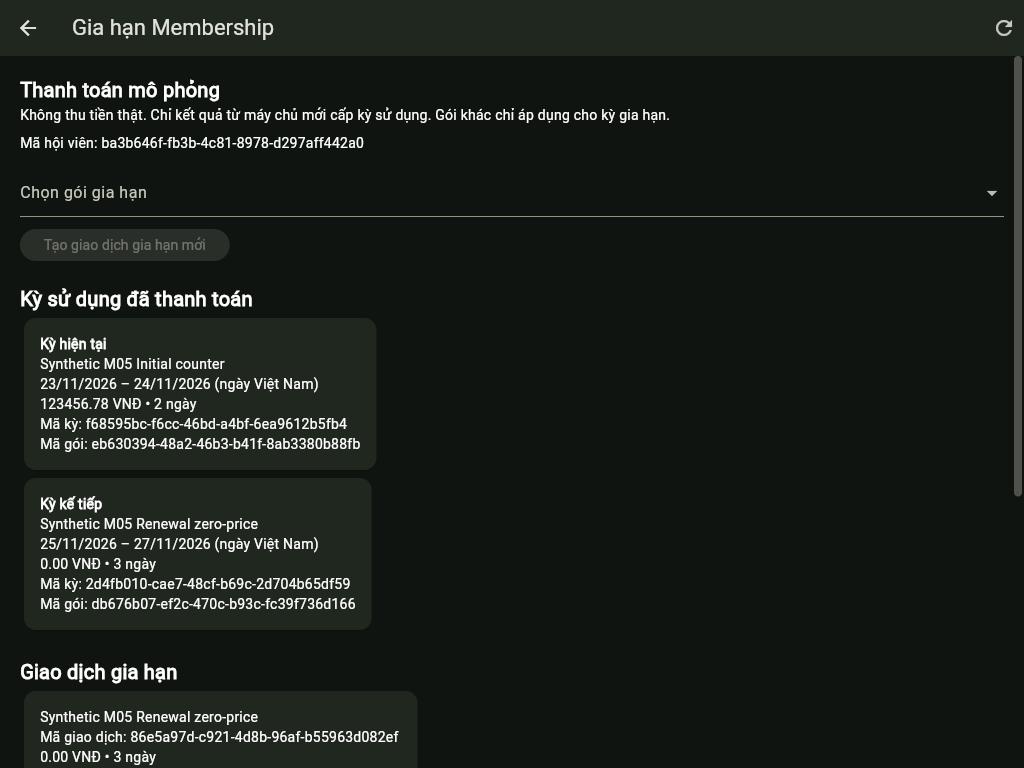 Gia hạn Membership
Thanh toán mô phỏng
Không thu tiền thật. Chỉ kết quả từ máy chủ mới cấp kỳ sử dụng. Gói khác chỉ áp dụng cho kỳ gia hạn.
Mã hội viên: ba3b646f-fb3b-4c81-8978-d297aff442a0
Chọn gói gia hạn
Tạo giao dịch gia hạn mới
Kỳ sử dụng đã thanh toán
Kỳ hiện tại
Synthetic M05 Initial counter
23/11/2026 – 24/11/2026 (ngày Việt Nam)
123456.78 VNĐ • 2 ngày
Mã kỳ: f68595bc-f6cc-46bd-a4bf-6ea9612b5fb4
Mã gói: eb630394-48a2-46b3-b41f-8ab3380b88fb
Kỳ kế tiếp
Synthetic M05 Renewal zero-price
25/11/2026 – 27/11/2026 (ngày Việt Nam)
0.00 VNĐ • 3 ngày
Mã kỳ: 2d4fb010-cae7-48cf-b69c-2d704b65df59
Mã gói: db676b07-ef2c-470c-b93c-fc39f736d166
Giao dịch gia hạn
Synthetic M05 Renewal zero-price
Mã giao dịch: 86e5a97d-c921-4d8b-96af-b55963d082ef
0.00 VNĐ • 3 ngày